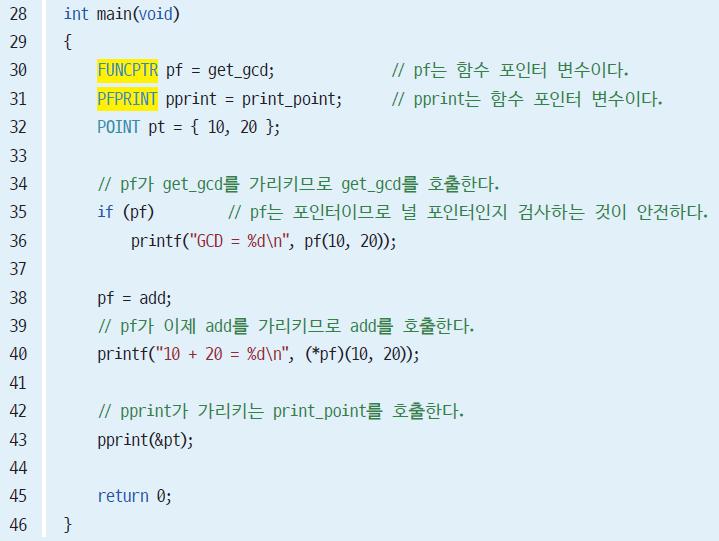 28 int main(void)
29 {
30     FUNCPTR pf = get_gcd;              // pf는 함수 포인터 변수이다.
31     PFPRINT pprint = print_point;      // pprint는 함수 포인터 변수이다.
32     POINT pt = { 10, 20 };
33
34     // pf가 get_gcd를 가리키므로 get_gcd를 호출한다.
35     if (pf)         // pf는 포인터이므로 널 포인터인지 검사하는 것이 안전하다.
36         printf("GCD = %d\n", pf(10, 20));
37
38     pf = add;
39     // pf가 이제 add를 가리키므로 add를 호출한다.
40     printf("10 + 20 = %d\n", (*pf)(10, 20));
41
42     // pprint가 가리키는 print_point를 호출한다.
43     pprint(&pt);
44
45     return 0;
46 }